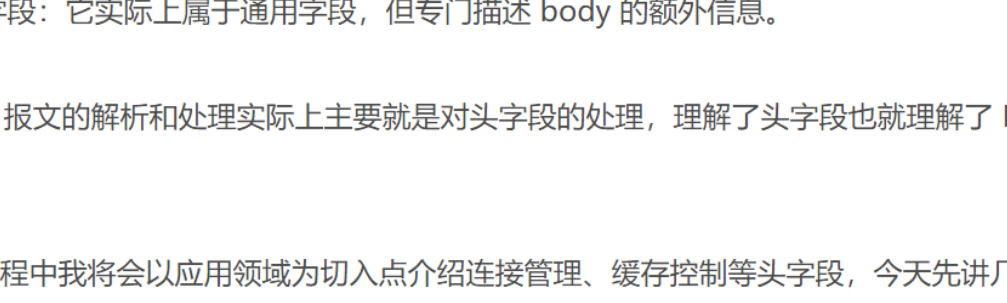 字段：它实际上属于通用字段，但专门描述 body 的额外信息。
报文的解析和处理实际上主要就是对头字段的处理，理解了头字段也就理解了
程中我将会以应用领域为切入点介绍连接管理、缓存控制等头字段，今天先讲